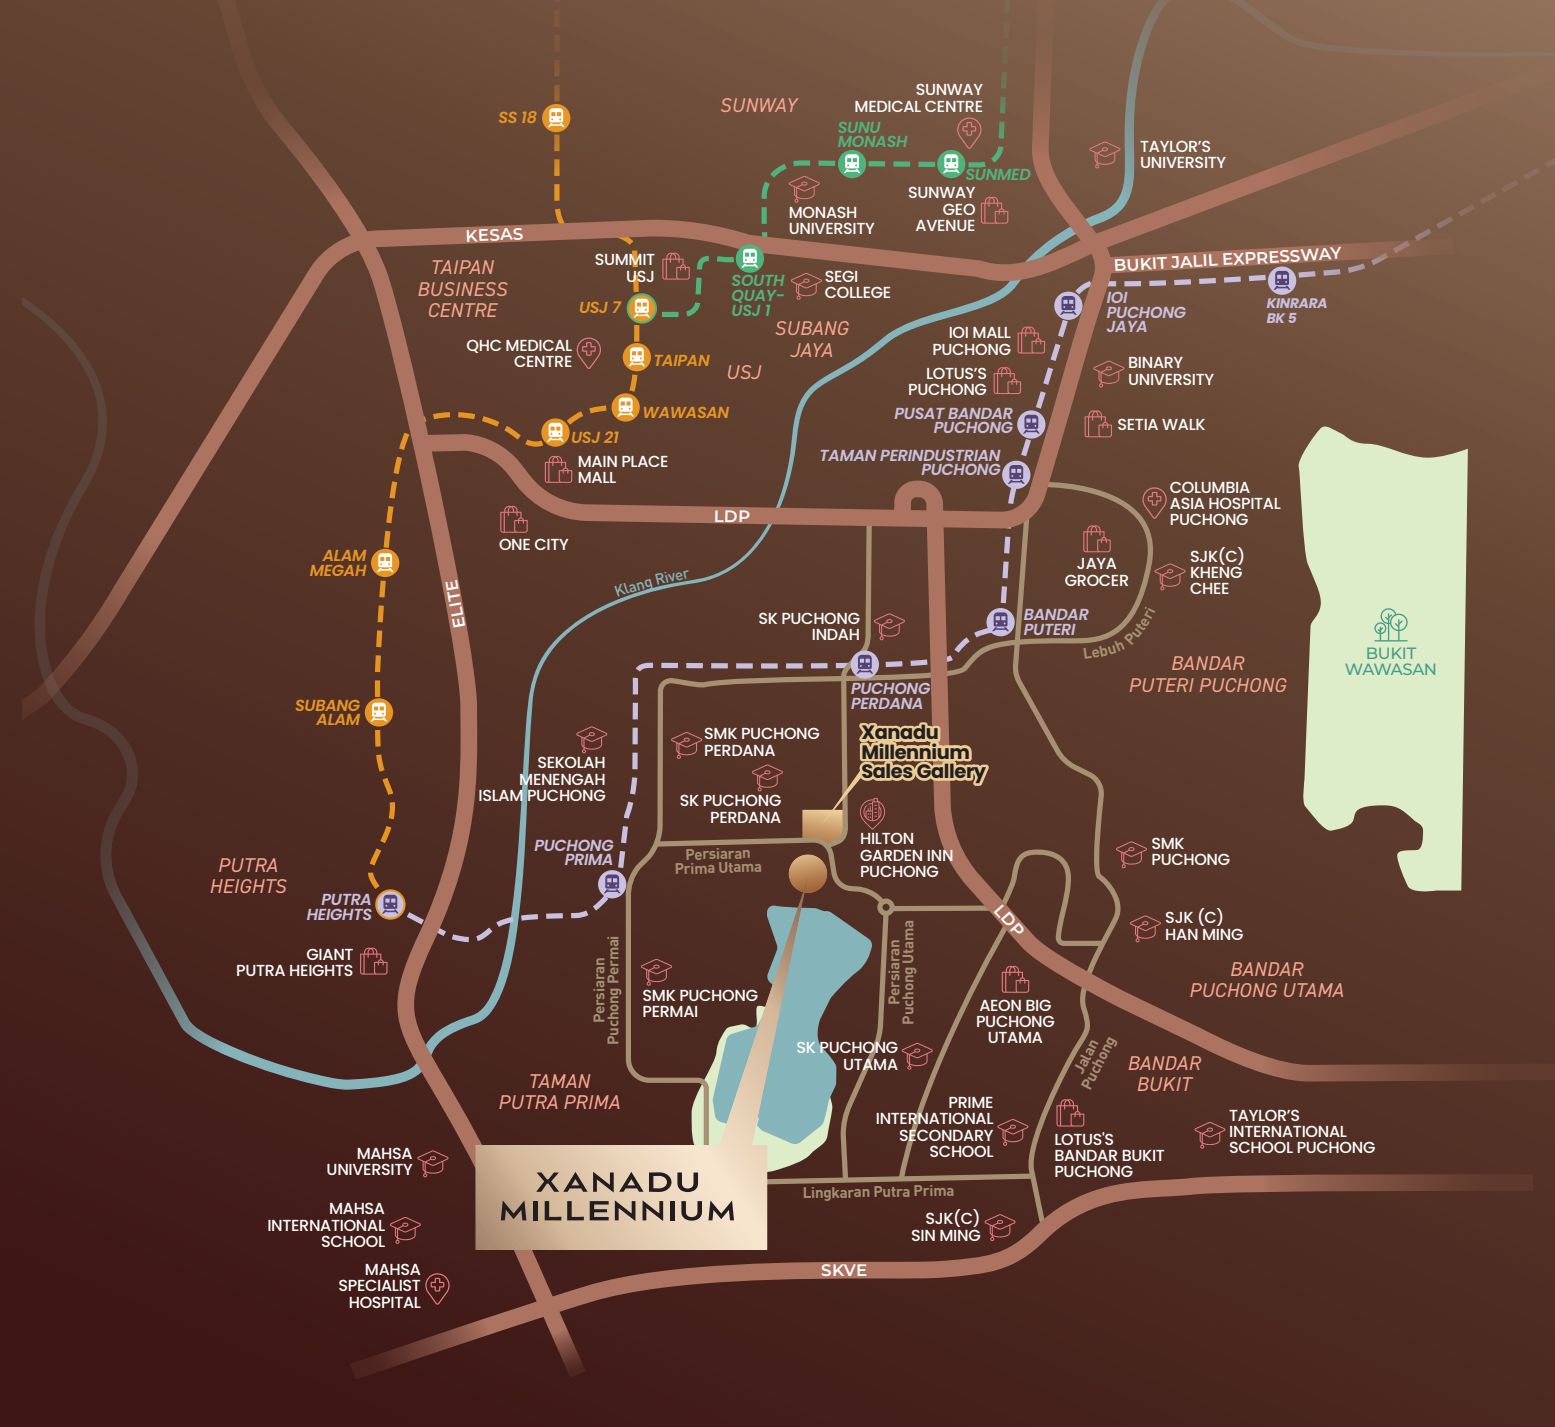 SUNWAY
MEDICAL CENTRE
SUNWAY
SS 18
SUNU
MONASH
TAYLOR'S
UNIVERSITY
SUNMED
SUNWAY
GEO
AVENUE
MONASH
UNIVERSITY
KESAS
BUKIT JALIL EXPRESSWAY
TAIPAN
BUSINESS
CENTRE
SUMMIT
USJ
SOUTH
QUAY-
USJ 1
SEGI
COLLEGE
USJ 7
IOI
PUCHONG
JAYA
KINRARA
BK 5
SUBANG
JAYA
IOI MALL
PUCHONG
QHC MEDICAL
CENTRE
TAIPAN
USJ
LOTUS'S
PUCHONG
BINARY
UNIVERSITY
WAWASAN
PUSAT BANDAR
PUCHONG
SETIA WALK
USJ 21
TAMAN PERINDUSTRIAN
PUCHONG
MAIN PLACE
MALL
COLUMBIA
ASIA HOSPITAL
PUCHONG
LDP
ONE CITY
ALAM
MEGAH
JAYA
GROCER
SJK(C)
KHENG
CHEE
ELITE
Klang River
SK PUCHONG
INDAH
BANDAR
PUTERI
Lebuh Puteri
BUKIT
WAWASAN
BANDAR
PUTERI PUCHONG
PUCHONG
PERDANA
SUBANG
ALAM
SMK PUCHONG
PERDANA
Xanadu
Millennium
Sales Gallery
SEKOLAH
MENENGAH
ISLAM PUCHONG
SK PUCHONG
PERDANA
HILTON
GARDEN INN
PUCHONG
PUCHONG
PRIMA
Persiaran
Prima Utama
SMK
PUCHONG
PUTRA
HEIGHTS
PUTRA
HEIGHTS
LDP
SJK (C)
HAN MING
GIANT
PUTRA HEIGHTS
Persiaran
Puchong Permai
Persiaran
Puchong Utama
SMK PUCHONG
PERMAI
BANDAR
PUCHONG UTAMA
AEON BIG
PUCHONG
UTAMA
SK PUCHONG
UTAMA
Jalan
Puchong
BANDAR
BUKIT
TAMAN
PUTRA PRIMA
PRIME
INTERNATIONAL
SECONDARY
SCHOOL
LOTUS'S
BANDAR BUKIT
PUCHONG
TAYLOR'S
INTERNATIONAL
SCHOOL PUCHONG
MAHSA
UNIVERSITY
XANADU
MILLENNIUM
Lingkaran Putra Prima
MAHSA
INTERNATIONAL
SCHOOL
SJK(C)
SIN MING
SKVE
MAHSA
SPECIALIST
HOSPITAL